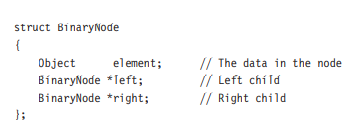 struct BinaryNode
{
Object element; // The data in the node
BinaryNode *left; // Left child
BinaryNode *right; // Right child
};